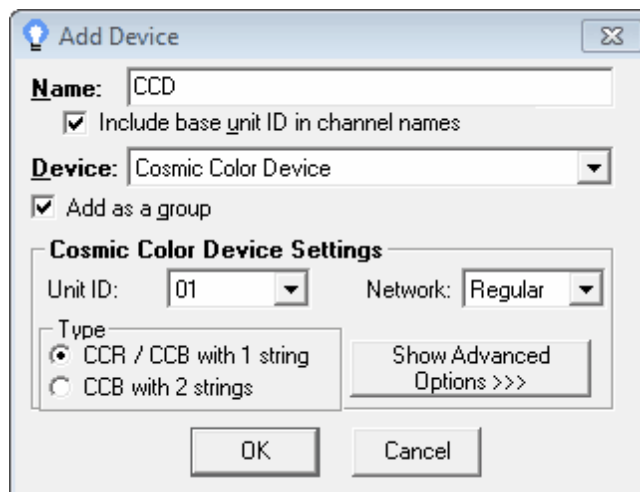 Add Device
Name: CCD
Include base unit ID in channel names
Device: Cosmic Color Device
Add as a group
Cosmic Color Device Settings
Unit ID: 01 Network: Regular
Type
CCR / CCB with 1 string
CCB with 2 strings
Show Advanced
Options >>>
OK Cancel